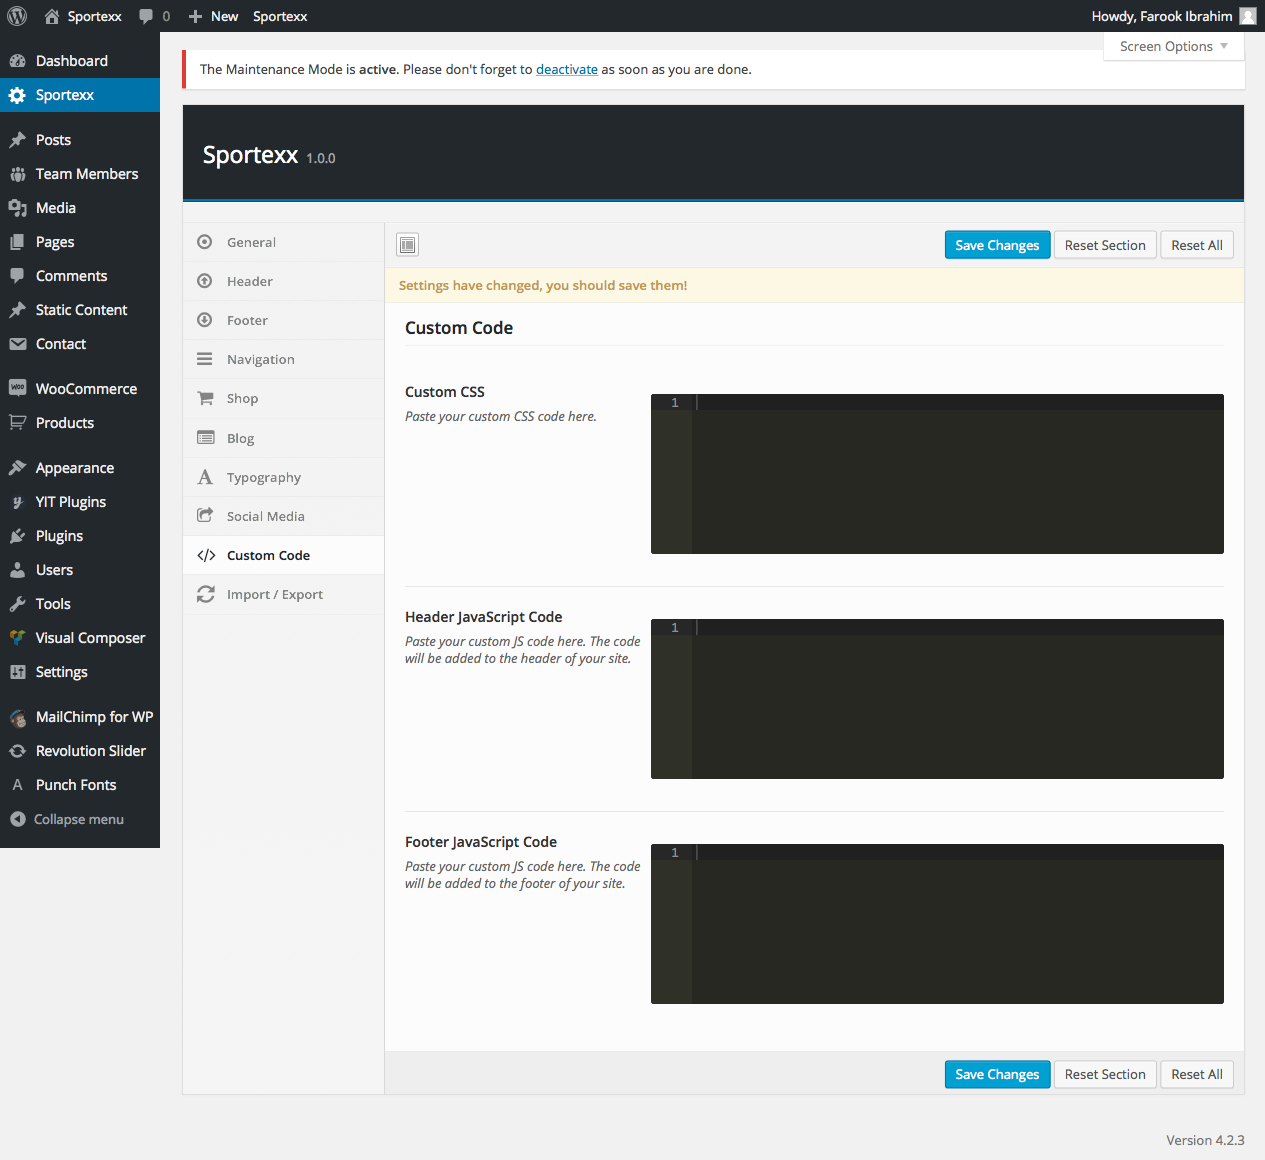 Sportexx 0 New Sportexx Howdy, Farook Ibrahim
Screen Options
Dashboard
Sportexx
Posts
Team Members
Media
Pages
Comments
Static Content
Contact
WooCommerce
Products
Appearance
YIT Plugins
Plugins
Users
Tools
Visual Composer
Settings
MailChimp for WP
Revolution Slider
A Punch Fonts
Collapse menu
The Maintenance Mode is active. Please don't forget to deactivate as soon as you are done.
Sportexx 1.0.0
General
Header
Footer
Navigation
Shop
Blog
A Typography
Social Media
</> Custom Code
Import / Export
Save Changes Reset Section Reset All
Settings have changed, you should save them!
Custom Code
Custom CSS
Paste your custom CSS code here.
1
Header JavaScript Code
Paste your custom JS code here. The code
will be added to the header of your site.
1
Footer JavaScript Code
Paste your custom JS code here. The code
will be added to the footer of your site.
1
Save Changes Reset Section Reset All
Version 4.2.3